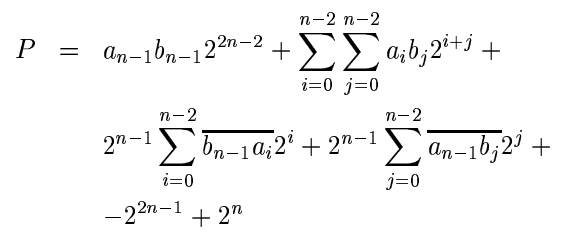 P = a_{n−1}b_{n−1}2^{2n−2} + \sum_{i=0}^{n−2} \sum_{j=0}^{n−2} a_i b_j 2^{i+j} +
2^{n−1} \sum_{i=0}^{n−2} \overline{b_{n−1}a_i} 2^i + 2^{n−1} \sum_{j=0}^{n−2} \overline{a_{n−1}b_j} 2^j +
−2^{2n−1} + 2^n